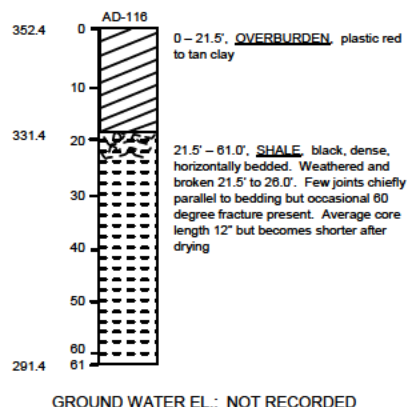 AD-116
352.4 0
0 – 21.5', OVERBURDEN, plastic red
to tan clay
10
331.4 20
21.5' – 61.0', SHALE, black, dense,
horizontally bedded. Weathered and
broken 21.5' to 26.0'. Few joints chiefly
parallel to bedding but occasional 60
degree fracture present. Average core
length 12" but becomes shorter after
drying
30
40
50
60
291.4 61
GROUND WATER EL.: NOT RECORDED